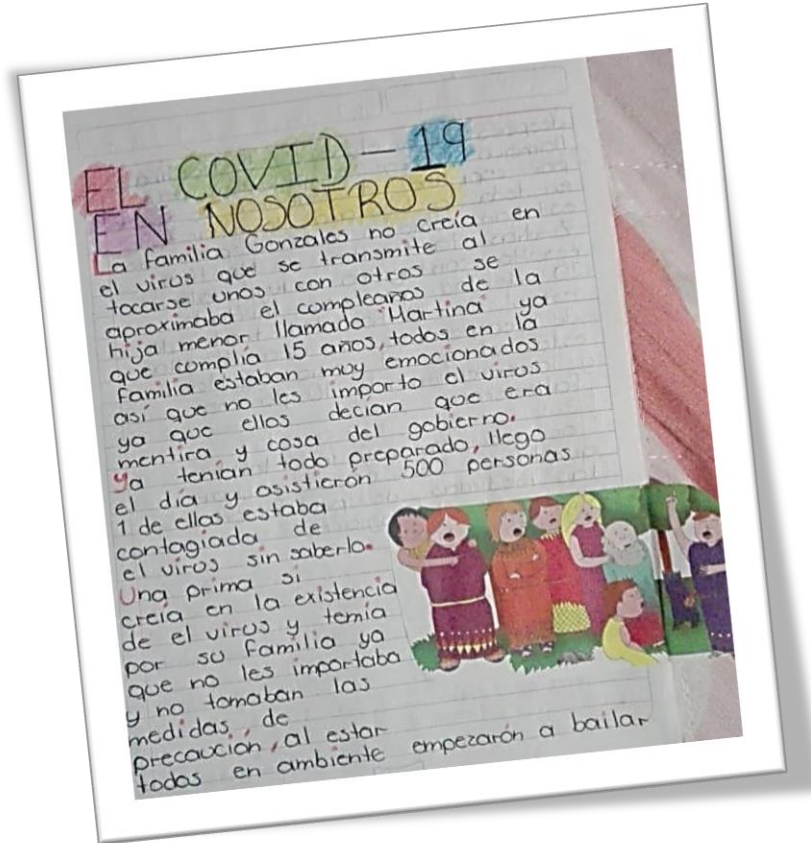 EL COVID-19
EN NOSOTROS
La familia Gonzales no creía en
el virus que se transmite al
tocarse unos con otros se
aproximaba el compleaños de la
hija menor llamada "Martina" ya
que complía 15 años, todos en la
familia estaban muy emocionados
así que no les importo el virus
ya que ellos decían que era
mentira y cosa del gobierno.
ya tenían todo preparado, llego
el día y asistierón 500 personas
1 de ellas estaba
contagiada de
el virus sin saberlo.
Una prima si
creía en la existencia
de el virus y temía
por su familia ya
que no les importaba
y no tomaban las
medidas de
precaución, al estar
todos en ambiente empezarón a bailar